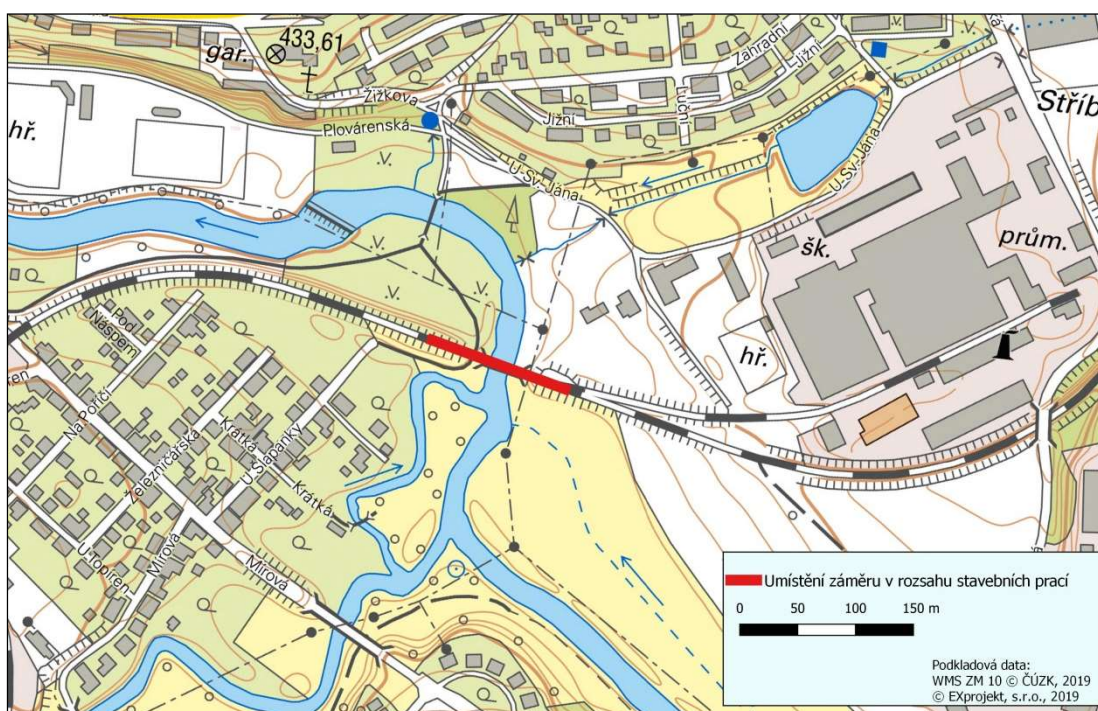 gar.
433,61
Žižkova
Plovárenská
hř.
Zahradní
Jižní
Luční
Jižní
U Sv. Jána
U Sv. Jána
Stříb
šk.
prům.
hř.
Pod
Náspem
Na Poříčí
Železničářská
Krátká
U Šlapanky
Krátká
Mírová
Mírová
Umístění záměru v rozsahu stavebních prací
0 50 100 150 m
Podkladová data:
WMS ZM 10 © ČÚZK, 2019
© EXprojekt, s.r.o., 2019